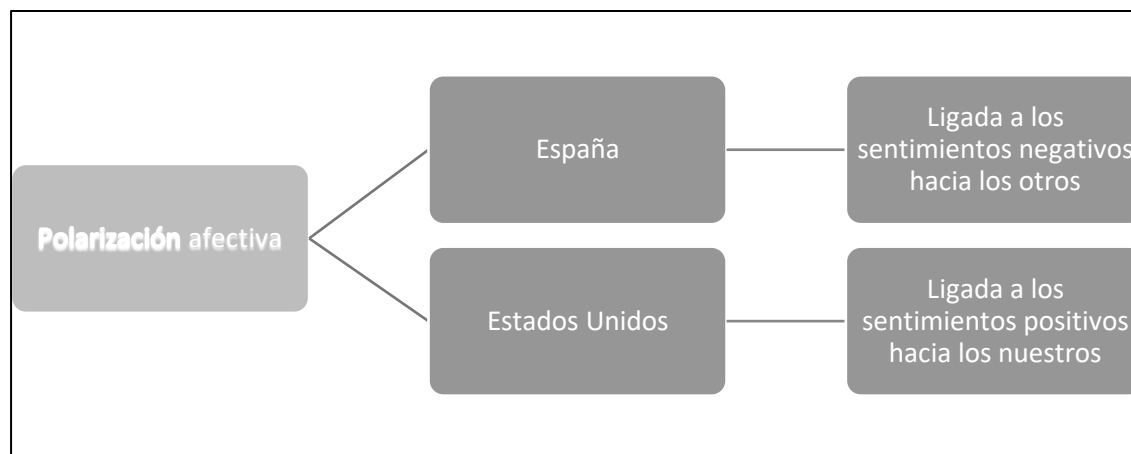 Polarización afectiva
España
Ligada a los
sentimientos negativos
hacia los otros
Estados Unidos
Ligada a los
sentimientos positivos
hacia los nuestros